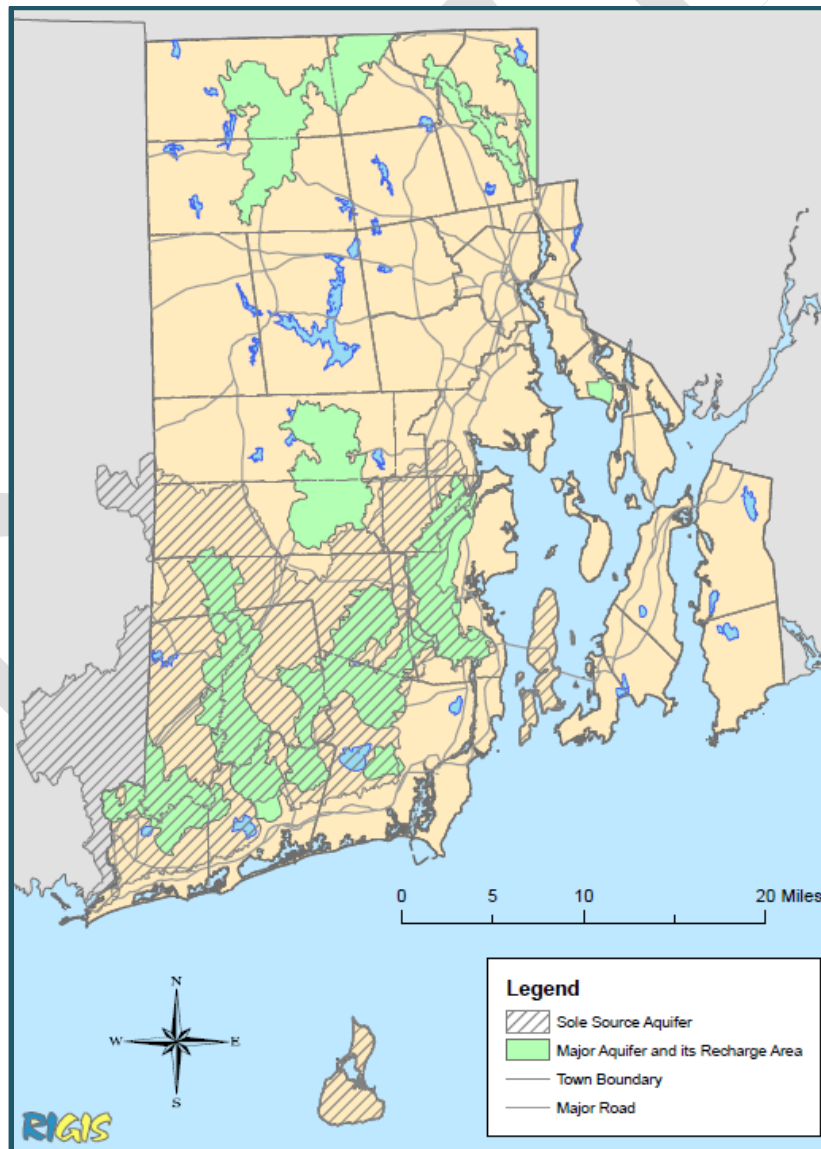 0 5 10 20 Miles
N
W E
S
Legend
Sole Source Aquifer
Major Aquifer and its Recharge Area
Town Boundary
Major Road
RIGIS